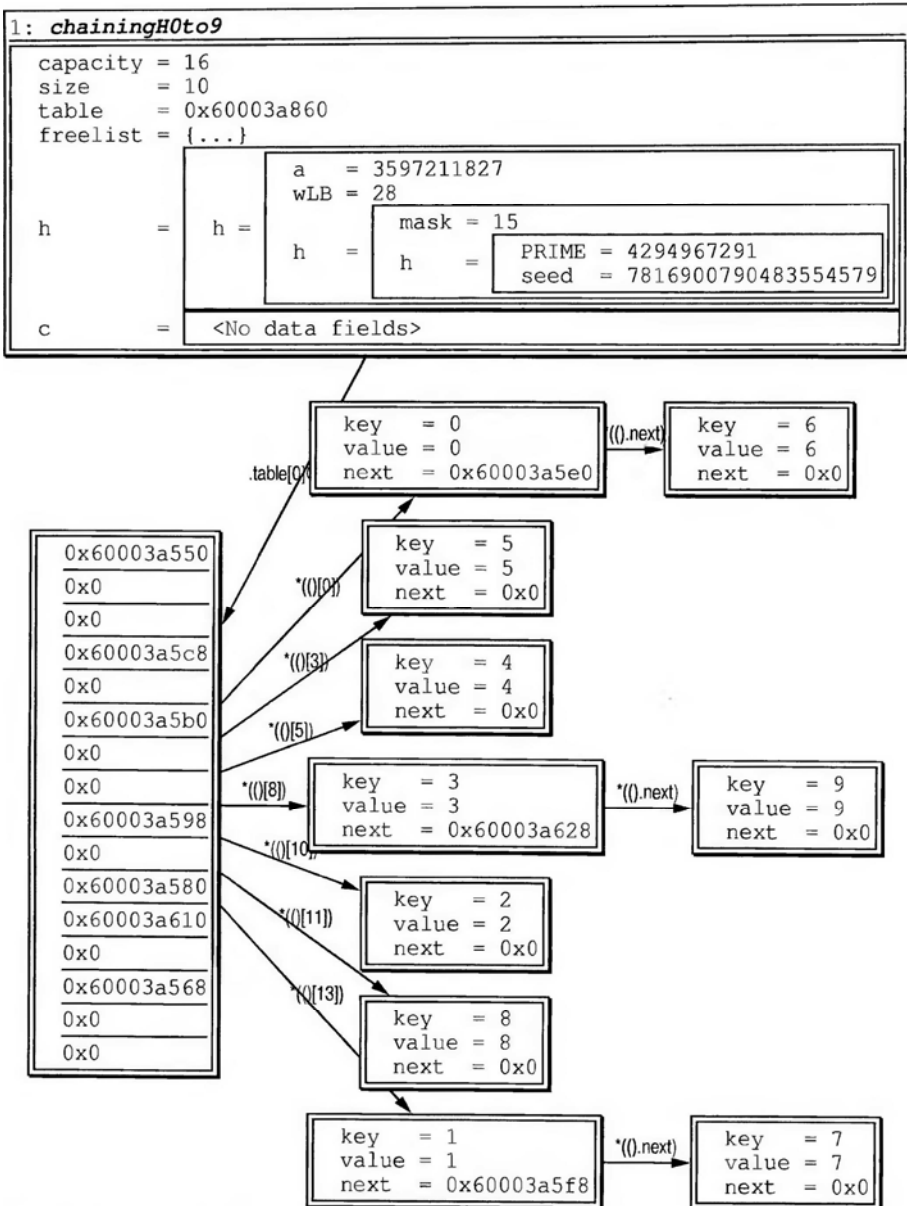 1: chainingH0to9
capacity = 16
size = 10
table = 0x60003a860
freelist = {...}
a = 3597211827
wLB = 28
mask = 15
h = h = h = h = PRIME = 4294967291
seed = 7816900790483554579
c = <No data fields>
.table[0]
key = 0
value = 0
next = 0x60003a5e0
(().next)
key = 6
value = 6
next = 0x0
0x60003a550
0x0
0x0
0x60003a5c8
0x0
0x60003a5b0
0x0
0x0
0x60003a598
0x0
0x60003a580
0x60003a610
0x0
0x60003a568
0x0
0x0
*(()[0])
key = 5
value = 5
next = 0x0
*(()[3])
key = 4
value = 4
next = 0x0
*(()[5])
*(()[8])
key = 3
value = 3
next = 0x60003a628
*(().next)
key = 9
value = 9
next = 0x0
*(()[10])
key = 2
value = 2
next = 0x0
*(()[11])
key = 8
value = 8
next = 0x0
*(()[13])
key = 1
value = 1
next = 0x60003a5f8
*(().next)
key = 7
value = 7
next = 0x0